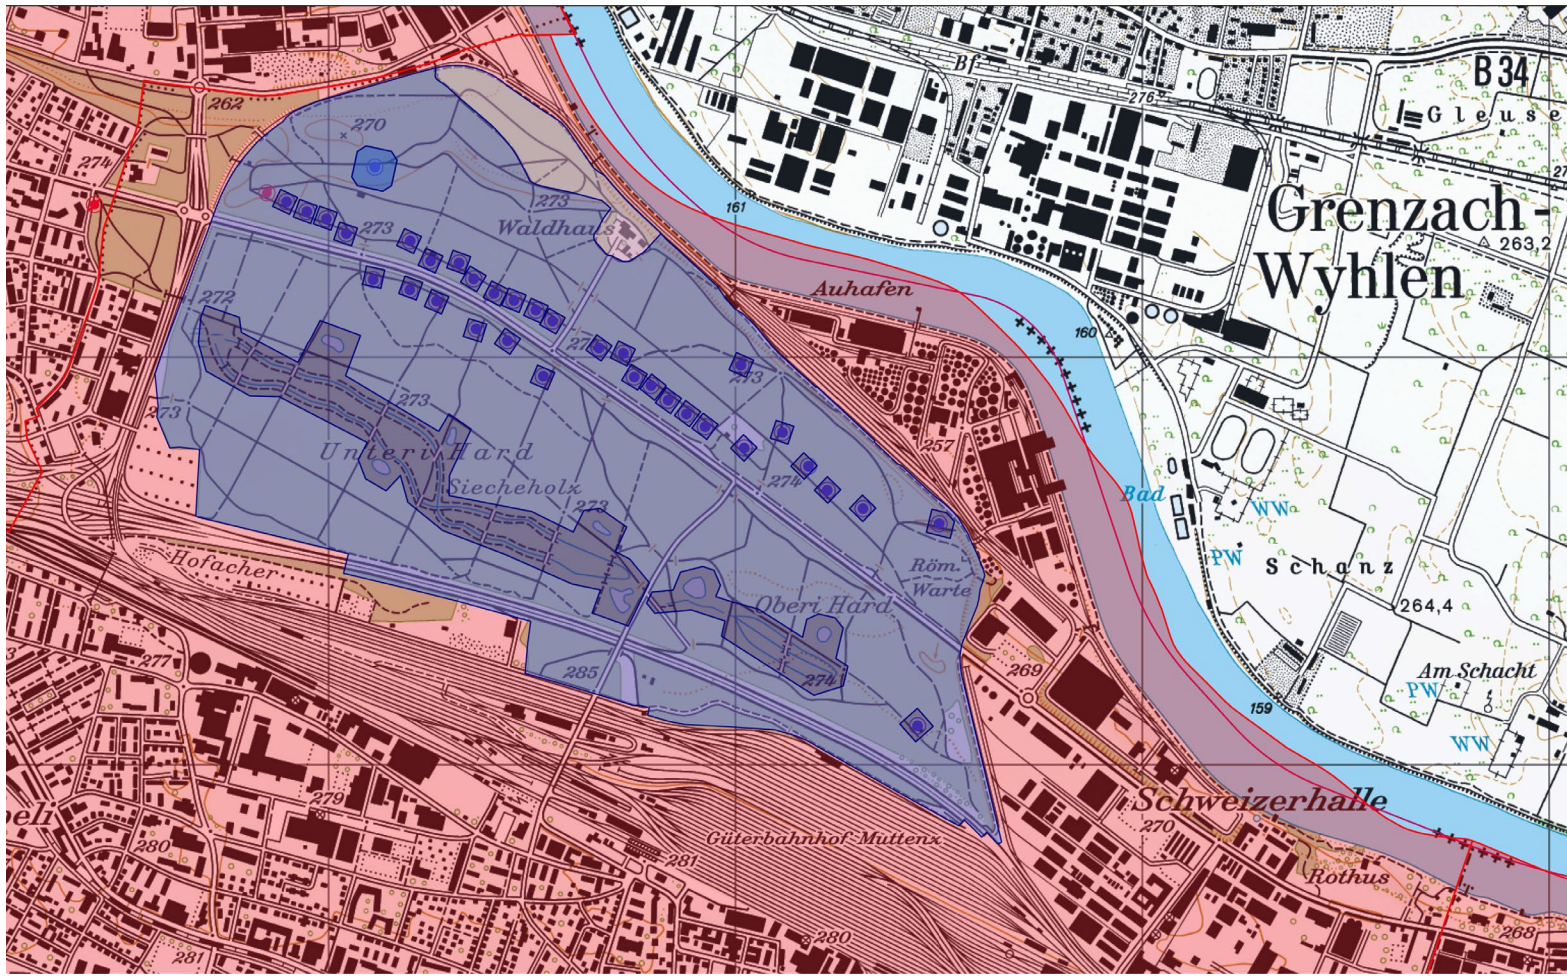 B 34
Bf
276
Gleuse
262
270
274
Grenzach-
263,2
Wyhlen
161
273
Waldhaus
273
Auhafen
272
160
273
273
273
257
Unteri Hard
Siecheholz
274
Bad
WW
273
PW
Schanz
Hofacher
Röm.
Warte
Oberi Hard
264,4
277
285
274
269
Am Schacht
PW
159
WW
Schweizerhalle
279
270
Güterbahnhof Muttenz
280
281
Rothus
280
268
281